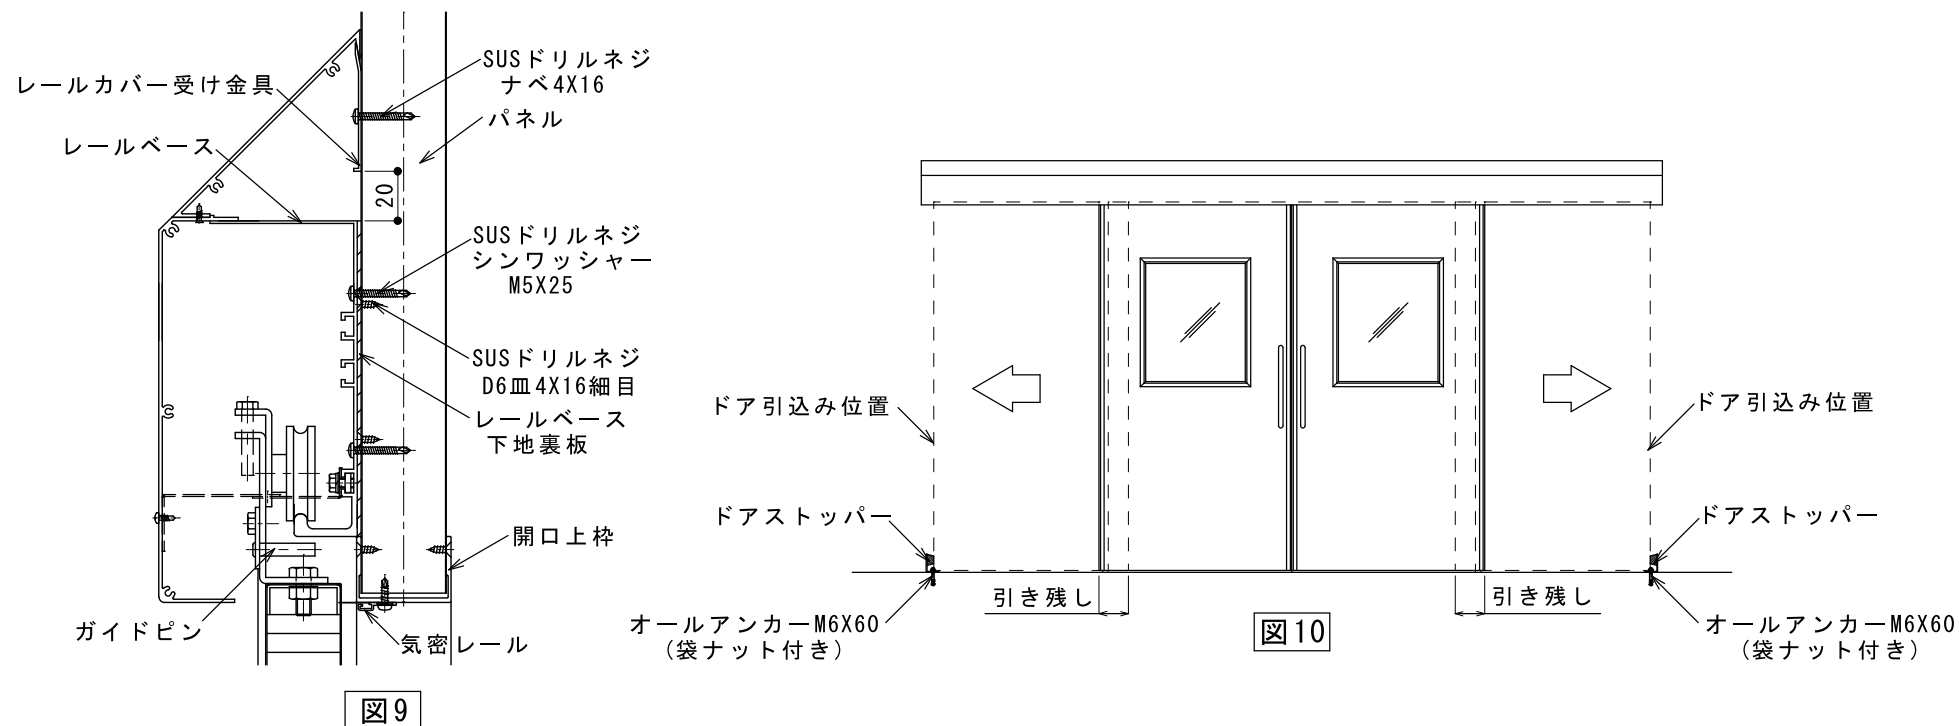 SUSドリルネジ
ナベ4X16
レールカバー受け金具
パネル
レールベース
20
SUSドリルネジ
シンワッシャー
M5X25
SUSドリルネジ
D6皿4X16細目
レールベース
下地裏板
開口上枠
ガイドピン
気密レール
図9
ドア引込み位置
ドア引込み位置
ドアストッパー
ドアストッパー
引き残し
引き残し
オールアンカーM6X60
(袋ナット付き)
オールアンカーM6X60
(袋ナット付き)
図10